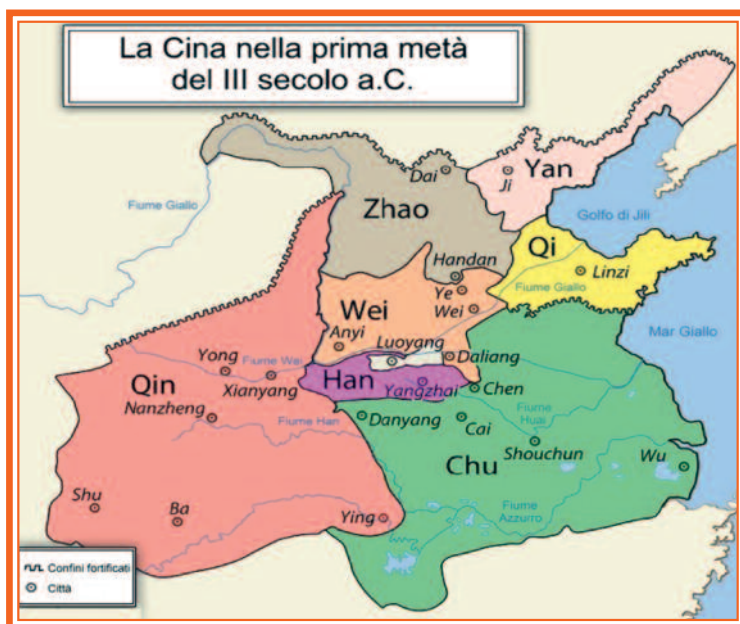 La Cina nella prima metà
del III secolo a.C.
Yan
Dai
Ji
Fiume Giallo
Zhao
Golfo di Jili
Qi
Handan
Linzi
Ye
Fiume Giallo
Wei
Wei
Mar Giallo
Anyi
Luoyang
Daliang
Yong
Fiume Wai
Qin
Xianyang
Han
Yangzhai
Chen
Nanzheng
Fiume Han
Danyang
Cai
Fiume
Huai
Shouchun
Chu
Wu
Shu
Ba
Ying
Fiume
Azzurro
Confini fortificati
Città